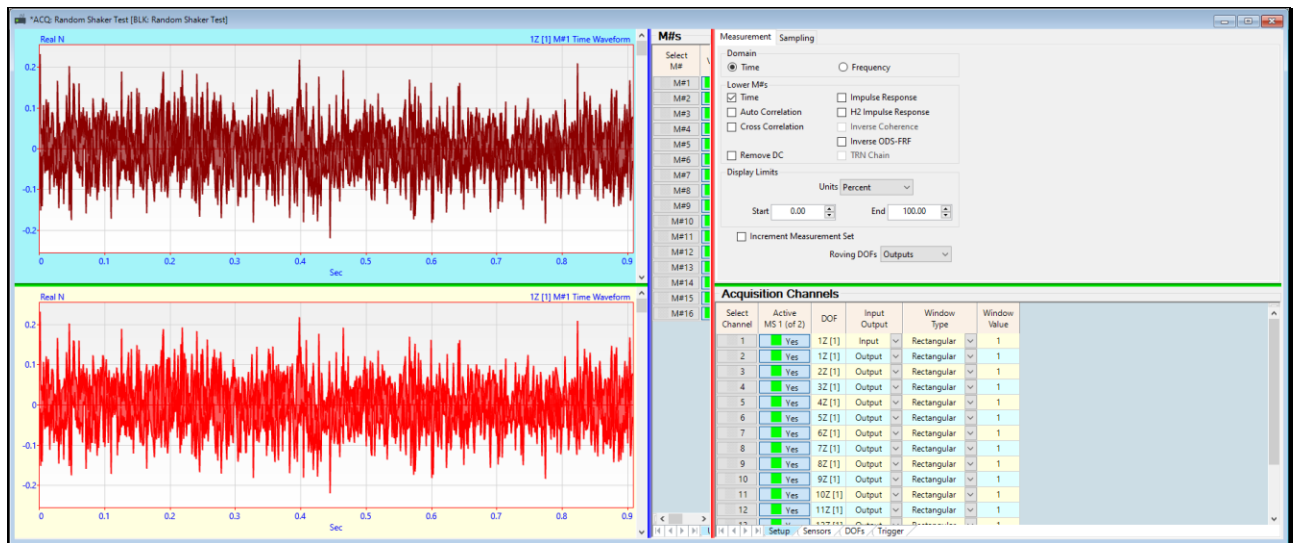 *ACQ: Random Shaker Test [BLK: Random Shaker Test]
Real N 1Z [1] M#1 Time Waveform
0.2
0.1
0
-0.1
-0.2
0 0.1 0.2 0.3 0.4 0.5 0.6 0.7 0.8 0.9
Sec
Real N 1Z [1] M#1 Time Waveform
0.2
0.1
0
-0.1
-0.2
0 0.1 0.2 0.3 0.4 0.5 0.6 0.7 0.8 0.9
Sec
M#s
Select
M#
M#1
M#2
M#3
M#4
M#5
M#6
M#7
M#8
M#9
M#10
M#11
M#12
M#13
M#14
M#15
M#16
Measurement Sampling
Domain
Time Frequency
Lower M#s
Time Impulse Response
Auto Correlation H2 Impulse Response
Cross Correlation Inverse Coherence
Inverse ODS-FRF
Remove DC TRN Chain
Display Limits
Units Percent
Start 0.00 End 100.00
Increment Measurement Set
Roving DOFs Outputs
Acquisition Channels
Select Active DOF Input Window Window
Channel MS 1 (of 2) Output Type Value
1 Yes 1Z [1] Input Rectangular 1
2 Yes 1Z [1] Output Rectangular 1
3 Yes 2Z [1] Output Rectangular 1
4 Yes 3Z [1] Output Rectangular 1
5 Yes 4Z [1] Output Rectangular 1
6 Yes 5Z [1] Output Rectangular 1
7 Yes 6Z [1] Output Rectangular 1
8 Yes 7Z [1] Output Rectangular 1
9 Yes 8Z [1] Output Rectangular 1
10 Yes 9Z [1] Output Rectangular 1
11 Yes 10Z [1] Output Rectangular 1
12 Yes 11Z [1] Output Rectangular 1
Setup Sensors DOFs Trigger